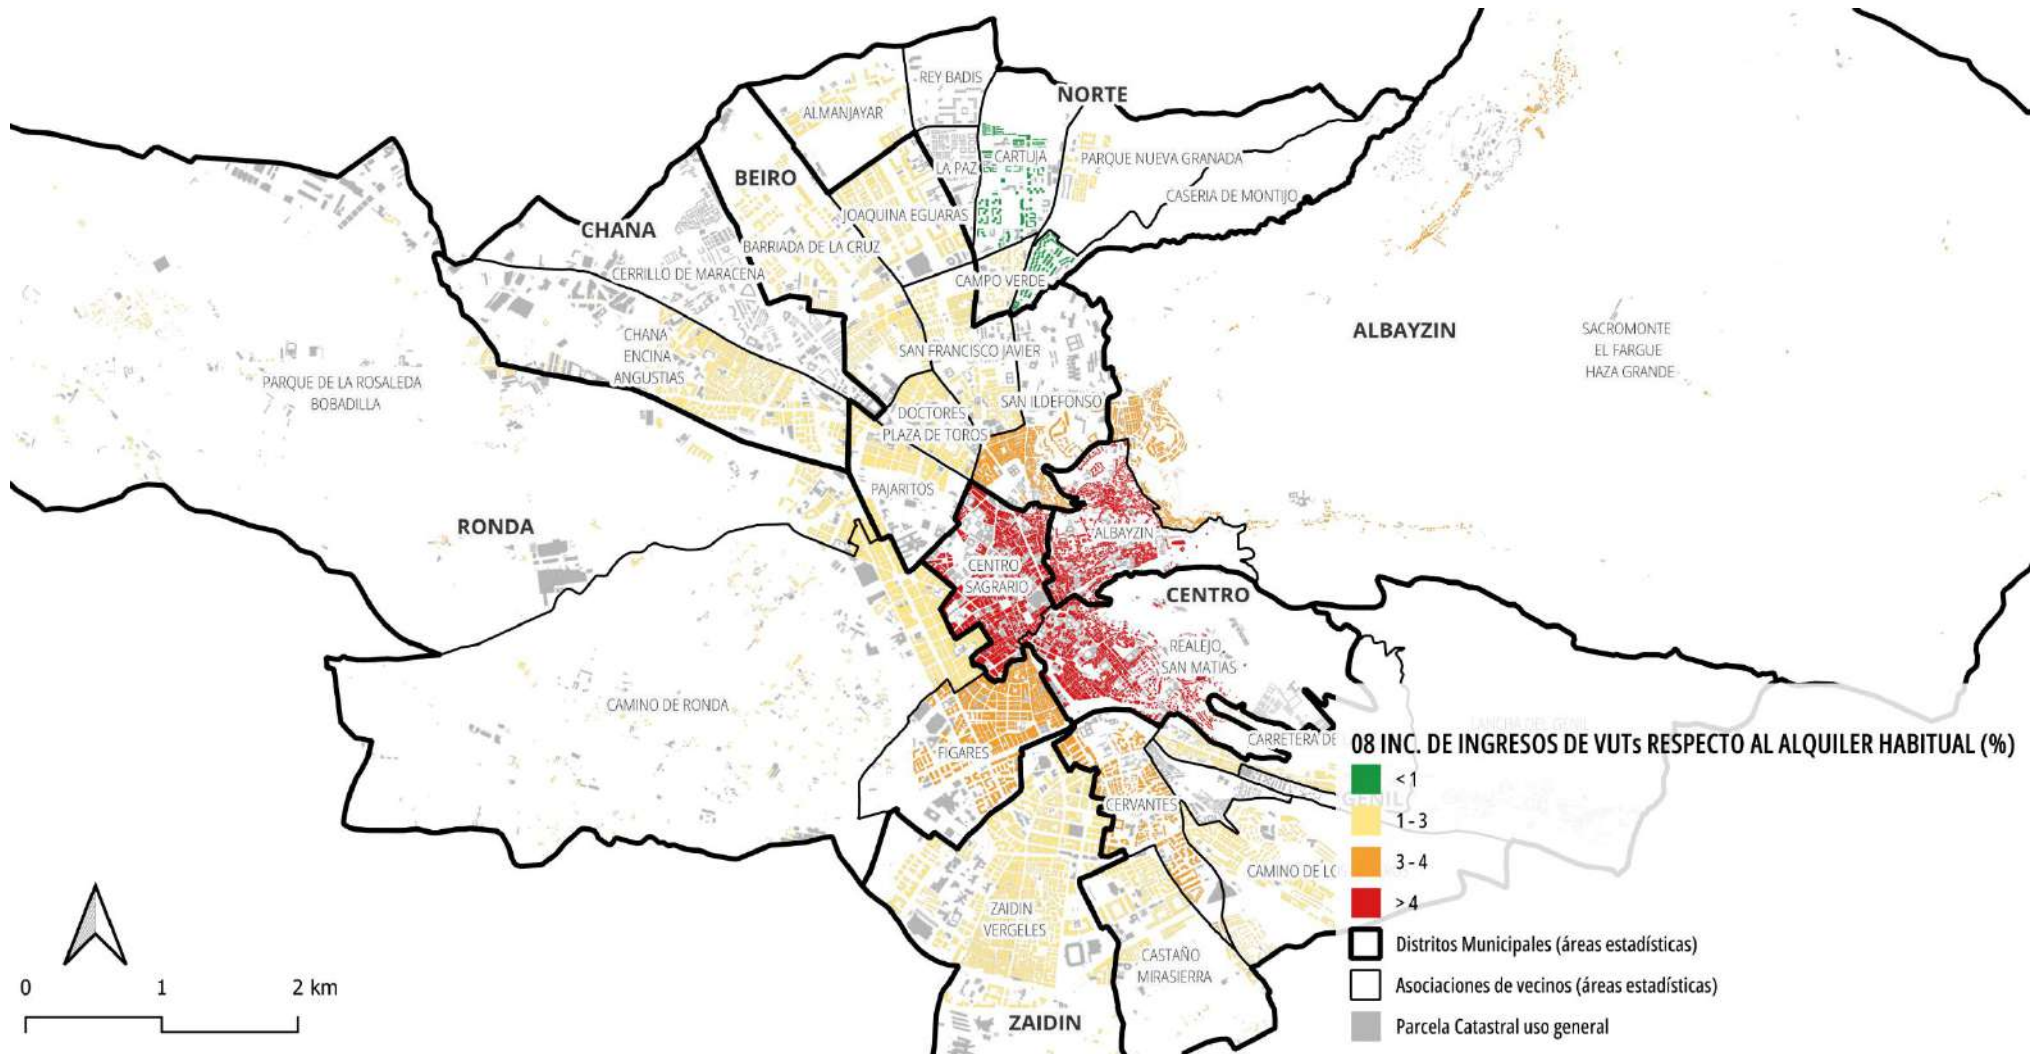 REY BADIS
NORTE
ALMANJAYAR
CARTUJA
PARQUE NUEVA GRANADA
LA PAZ
BEIRO
CASERIA DE MONTIJO
JOAQUINA EGUARAS
CHANA
BARRIADA DE LA CRUZ
CERRILLO DE MARACENA
CAMPO VERDE
ALBAYZIN
SACROMONTE
EL FARGUE
HAZA GRANDE
CHANA
ENCINA
ANGUSTIAS
SAN FRANCISCO JAVIER
PARQUE DE LA ROSALEDA
BOBADILLA
SAN ILDEFONSO
DOCTORES
PLAZA DE TOROS
PAJARITOS
RONDA
ALBAYZIN
CENTRO
SAGRARIO
CENTRO
REALEJO
SAN MATIAS
CAMINO DE RONDA
LANCHA DEL GENIL
CARRETERA DE
FIGARES
08 INC. DE INGRESOS DE VUTs RESPECTO AL ALQUILER HABITUAL (%)
< 1
GENIL
CERVANTES
1 - 3
3 - 4
CAMINO DE LO
> 4
ZAIDIN
VERGELES
Distritos Municipales (áreas estadísticas)
CASTAÑO
MIRASIERRA
Asociaciones de vecinos (áreas estadísticas)
0 1 2 km
ZAIDIN
Parcela Catastral uso general